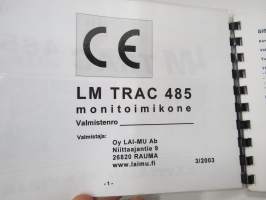 CE
LM TRAC 485
monitoimikone
Valmistenro
Valmistaja:
Oy LAI-MU Ab
Niittaajantie 9
26820 RAUMA
www.laimu.fi
3/2003
- 1 -